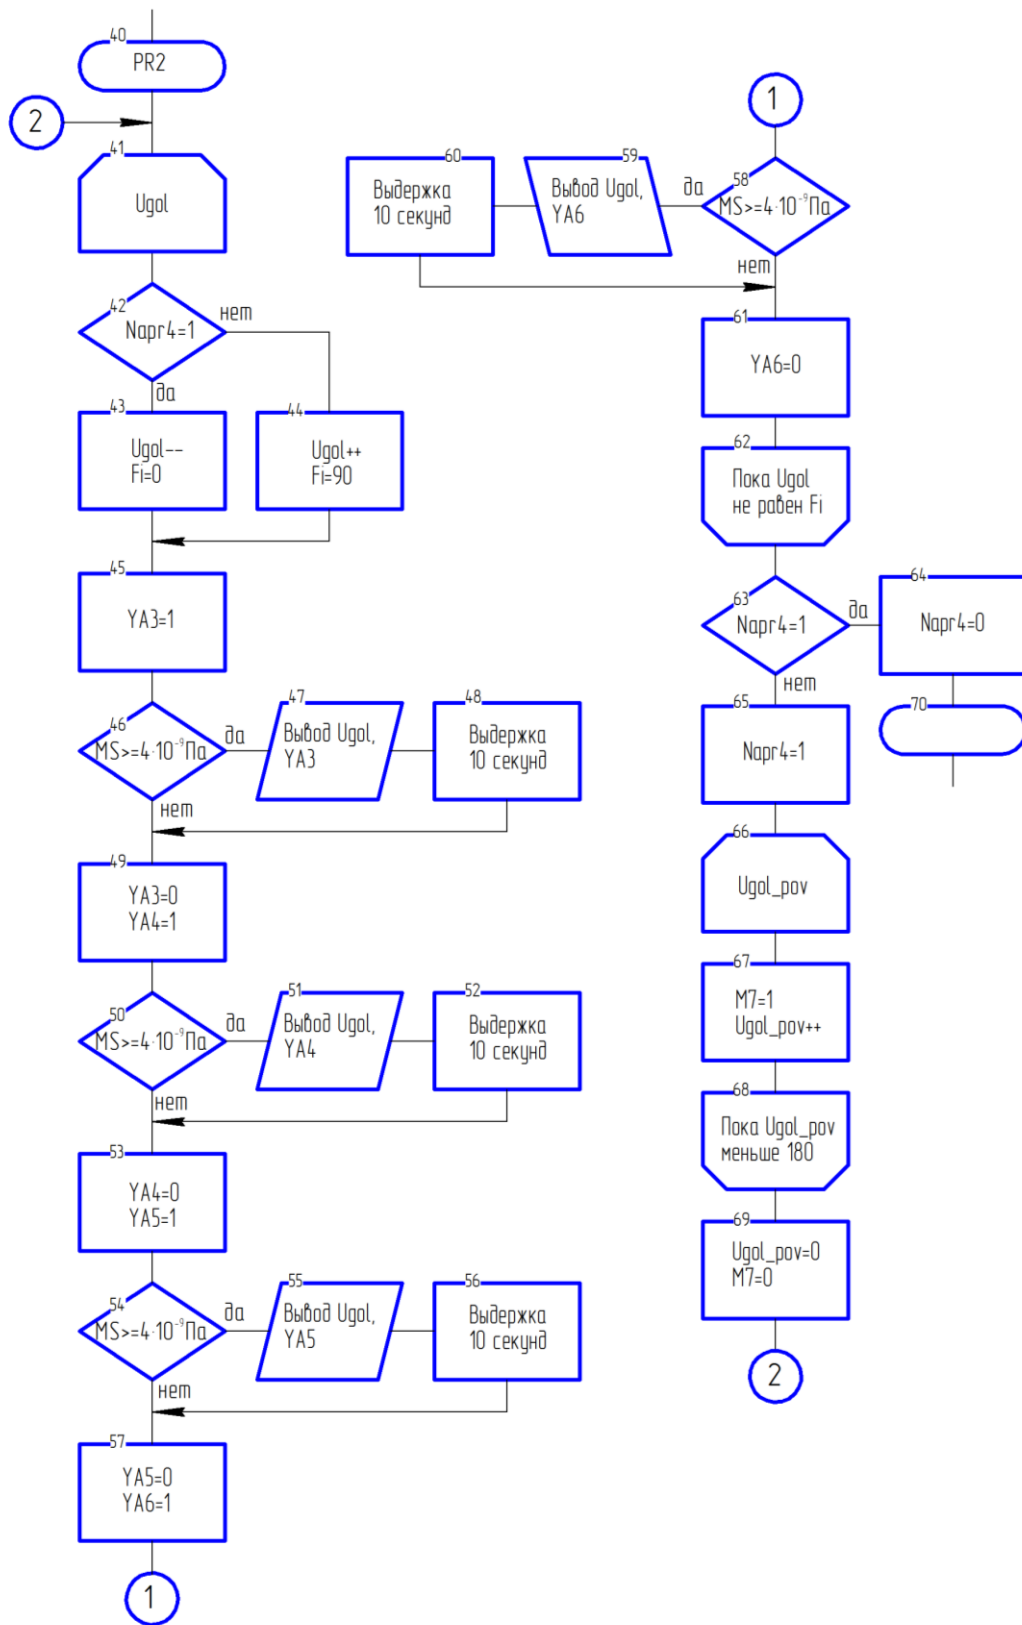 40
PR2
2
41
Ugol
42
Napr4=1
нет
да
43
Ugol--
Fi=0
44
Ugol++
Fi=90
45
YA3=1
46
MS>=4·10⁻⁹Па
да
нет
47
Вывод Ugol,
YA3
48
Выдержка
10 секунд
49
YA3=0
YA4=1
50
MS>=4·10⁻⁹Па
да
нет
51
Вывод Ugol,
YA4
52
Выдержка
10 секунд
53
YA4=0
YA5=1
54
MS>=4·10⁻⁹Па
да
нет
55
Вывод Ugol,
YA5
56
Выдержка
10 секунд
57
YA5=0
YA6=1
1
1
58
MS>=4·10⁻⁹Па
да
нет
59
Вывод Ugol,
YA6
60
Выдержка
10 секунд
61
YA6=0
62
Пока Ugol
не равен Fi
63
Napr4=1
да
нет
64
Napr4=0
70
65
Napr4=1
66
Ugol_pov
67
M7=1
Ugol_pov++
68
Пока Ugol_pov
меньше 180
69
Ugol_pov=0
M7=0
2